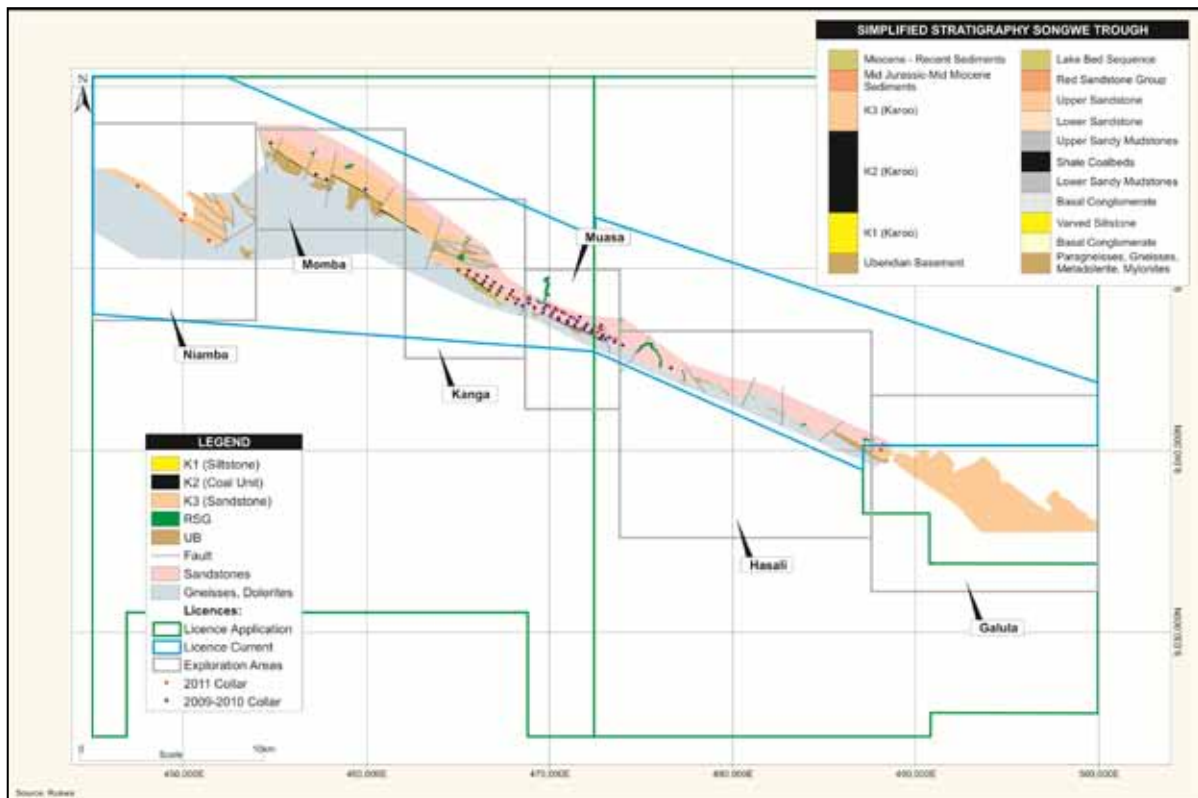 SIMPLIFIED STRATIGRAPHY SONGWE TROUGH
Miocene - Recent Sediments
Mid Jurassic-Mid Miocene
Sediments
K3 (Karoo)
K2 (Karoo)
K1 (Karoo)
Ubendian Basement
Lake Bed Sequence
Red Sandstone Group
Upper Sandstone
Lower Sandstone
Upper Sandy Mudstones
Shale Coalbeds
Lower Sandy Mudstones
Basal Conglomerate
Varved Siltstone
Basal Conglomerate
Paragneisses, Gneisses,
Metadolerite, Mylonites
N
Muasa
Momba
Niamba
Kanga
Hasali
Galula
LEGEND
K1 (Siltstone)
K2 (Coal Unit)
K3 (Sandstone)
RSG
UB
Fault
Sandstones
Gneisses, Dolerites
Licences:
Licence Application
Licence Current
Exploration Areas
2011 Collar
2009-2010 Collar
0
10km
Scale
450,000E
460,000E
470,000E
480,000E
490,000E
500,000E